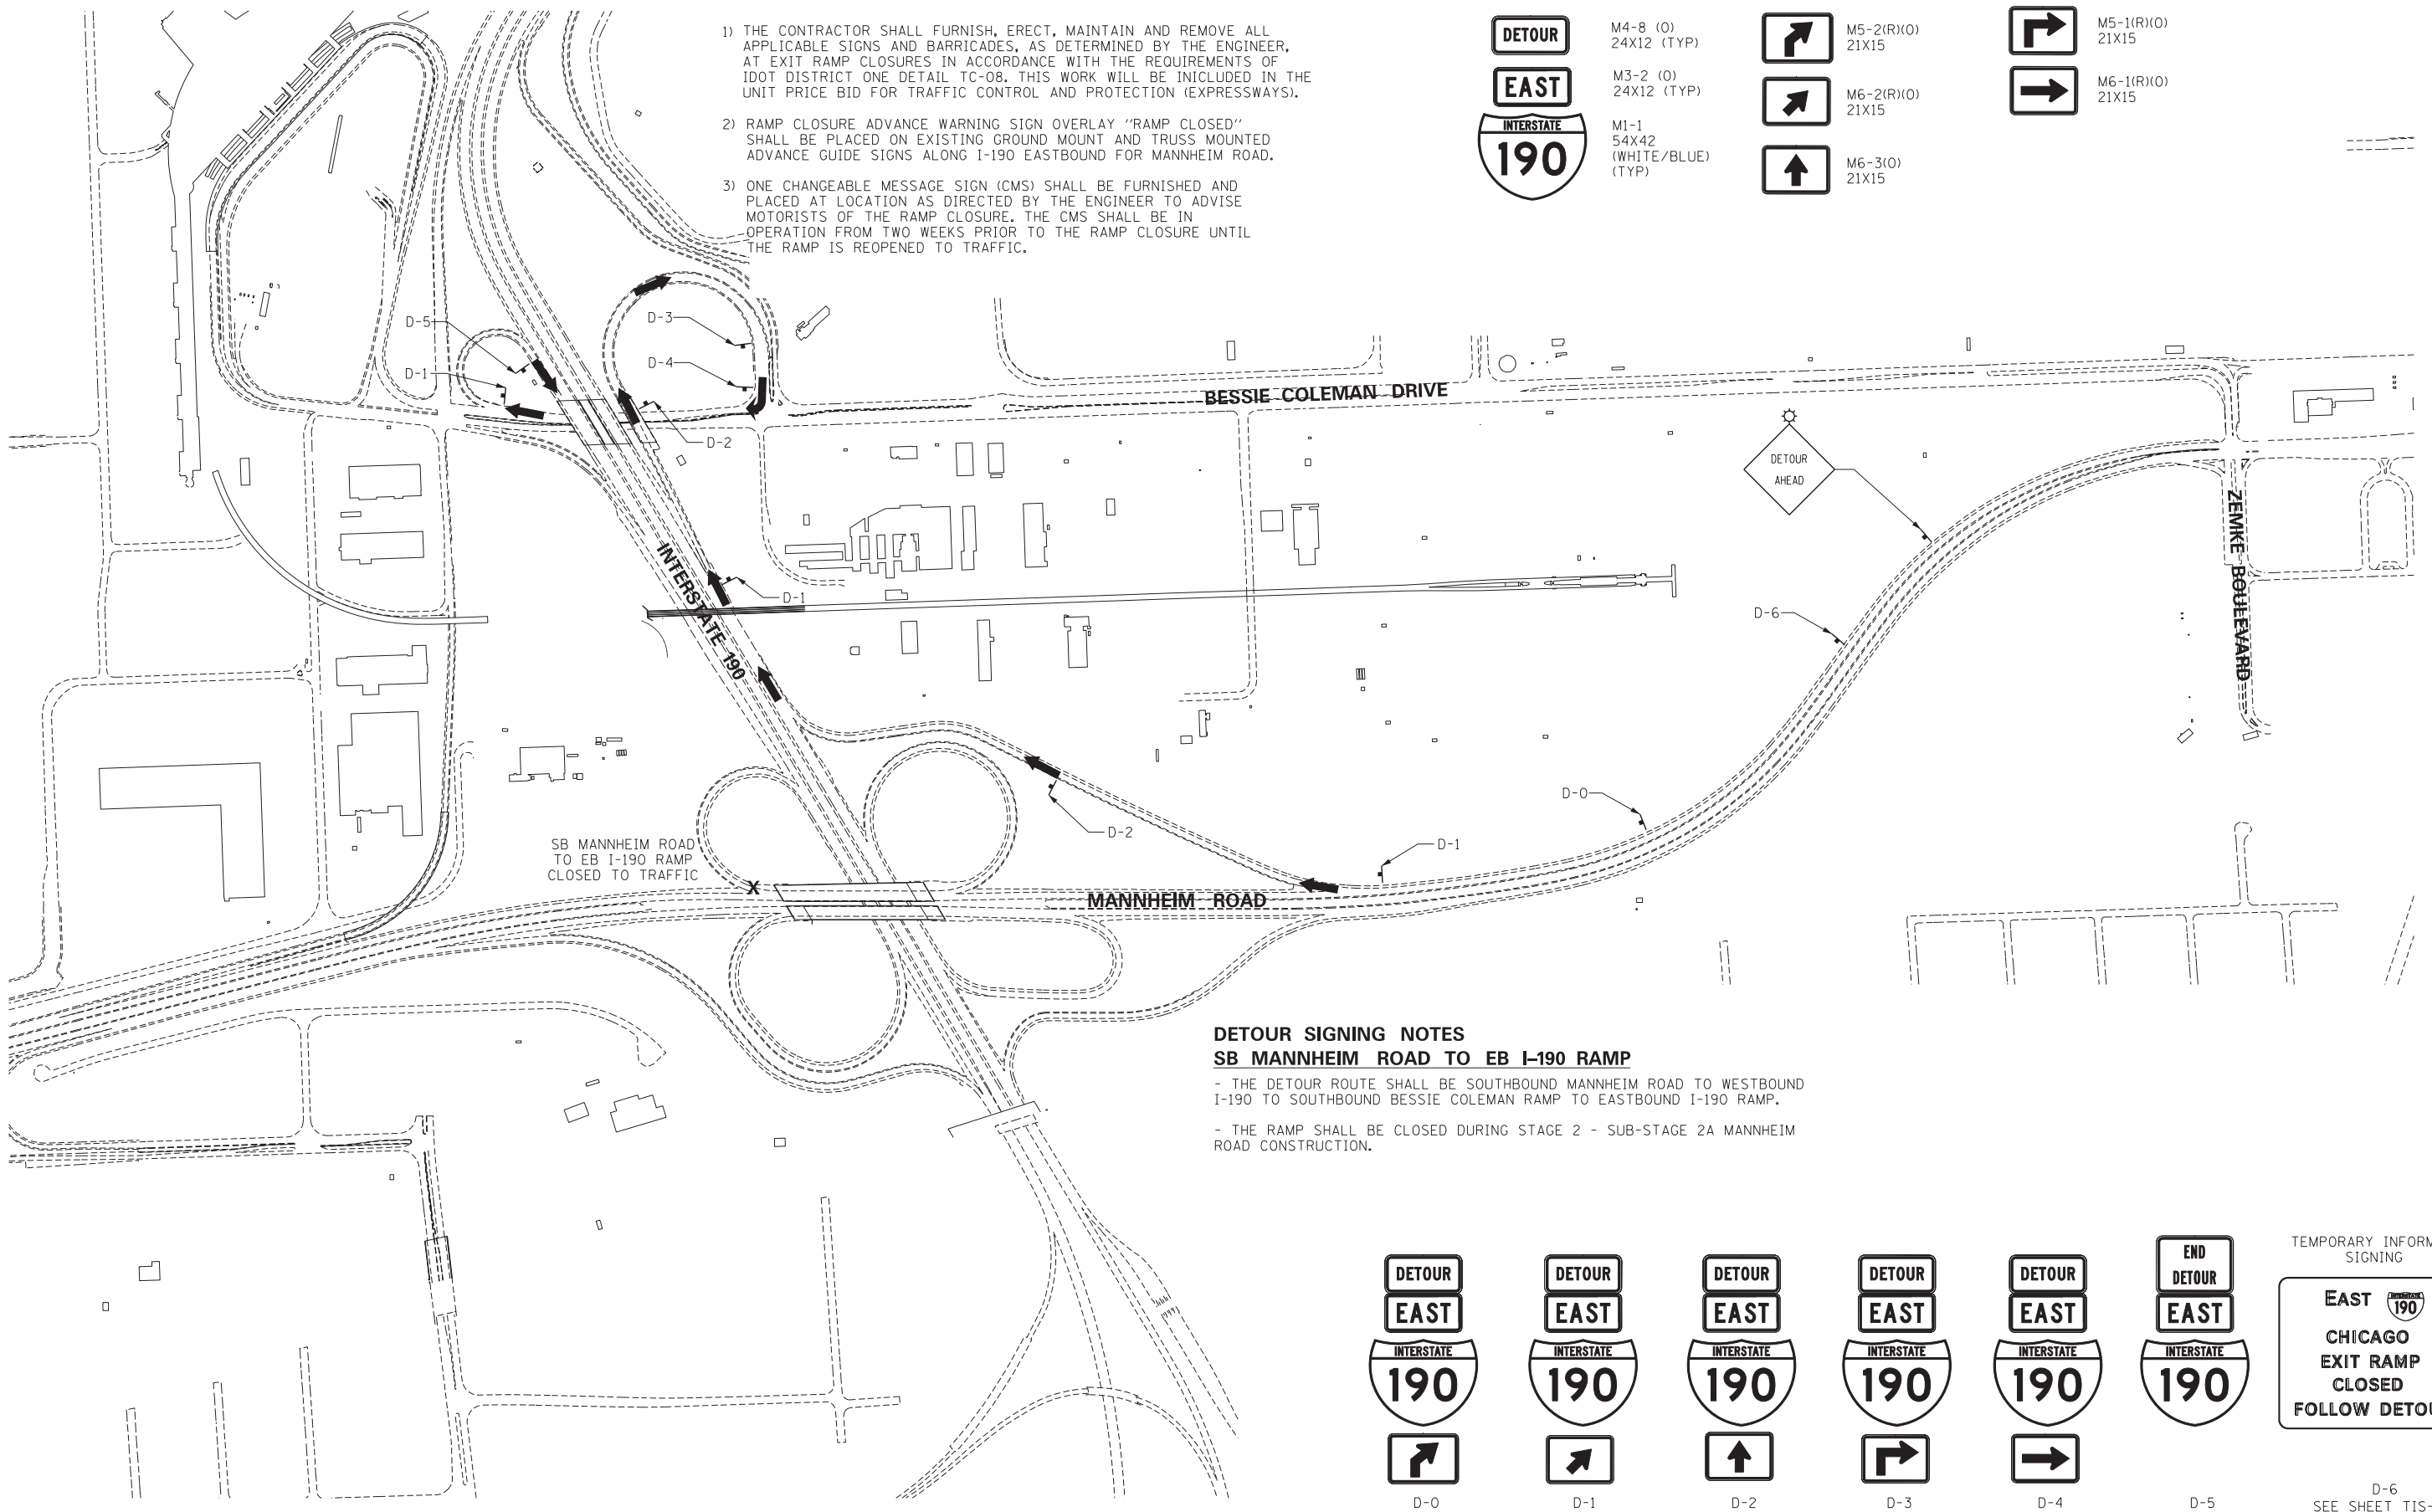 1) THE CONTRACTOR SHALL FURNISH, ERECT, MAINTAIN AND REMOVE ALL
APPLICABLE SIGNS AND BARRICADES, AS DETERMINED BY THE ENGINEER,
AT EXIT RAMP CLOSURES IN ACCORDANCE WITH THE REQUIREMENTS OF
IDOT DISTRICT ONE DETAIL TC-08. THIS WORK WILL BE INICLUDED IN THE
UNIT PRICE BID FOR TRAFFIC CONTROL AND PROTECTION (EXPRESSWAYS).
2) RAMP CLOSURE ADVANCE WARNING SIGN OVERLAY "RAMP CLOSED"
SHALL BE PLACED ON EXISTING GROUND MOUNT AND TRUSS MOUNTED
ADVANCE GUIDE SIGNS ALONG I-190 EASTBOUND FOR MANNHEIM ROAD.
3) ONE CHANGEABLE MESSAGE SIGN (CMS) SHALL BE FURNISHED AND
PLACED AT LOCATION AS DIRECTED BY THE ENGINEER TO ADVISE
MOTORISTS OF THE RAMP CLOSURE. THE CMS SHALL BE IN
OPERATION FROM TWO WEEKS PRIOR TO THE RAMP CLOSURE UNTIL
THE RAMP IS REOPENED TO TRAFFIC.
DETOUR
M4-8 (O)
24X12 (TYP)
EAST
M3-2 (O)
24X12 (TYP)
INTERSTATE
190
M1-1
54X42
(WHITE/BLUE)
(TYP)
M5-2(R)(O)
21X15
M6-2(R)(O)
21X15
M6-3(O)
21X15
M5-1(R)(O)
21X15
M6-1(R)(O)
21X15
D-5
D-3
D-4
D-1
D-2
BESSIE COLEMAN DRIVE
DETOUR
AHEAD
ZEMKE BOULEVARD
INTERSTATE 190
D-1
D-6
D-0
D-2
D-1
SB MANNHEIM ROAD
TO EB I-190 RAMP
CLOSED TO TRAFFIC
X
MANNHEIM ROAD
DETOUR SIGNING NOTES
SB MANNHEIM ROAD TO EB I-190 RAMP
- THE DETOUR ROUTE SHALL BE SOUTHBOUND MANNHEIM ROAD TO WESTBOUND
I-190 TO SOUTHBOUND BESSIE COLEMAN RAMP TO EASTBOUND I-190 RAMP.
- THE RAMP SHALL BE CLOSED DURING STAGE 2 - SUB-STAGE 2A MANNHEIM
ROAD CONSTRUCTION.
DETOUR
EAST
INTERSTATE
190
D-0
DETOUR
EAST
INTERSTATE
190
D-1
DETOUR
EAST
INTERSTATE
190
D-2
DETOUR
EAST
INTERSTATE
190
D-3
DETOUR
EAST
INTERSTATE
190
D-4
END
DETOUR
EAST
INTERSTATE
190
D-5
TEMPORARY INFORM
SIGNING
EAST INTERSTATE 190
CHICAGO
EXIT RAMP
CLOSED
FOLLOW DETOU
D-6
SEE SHEET TIS-